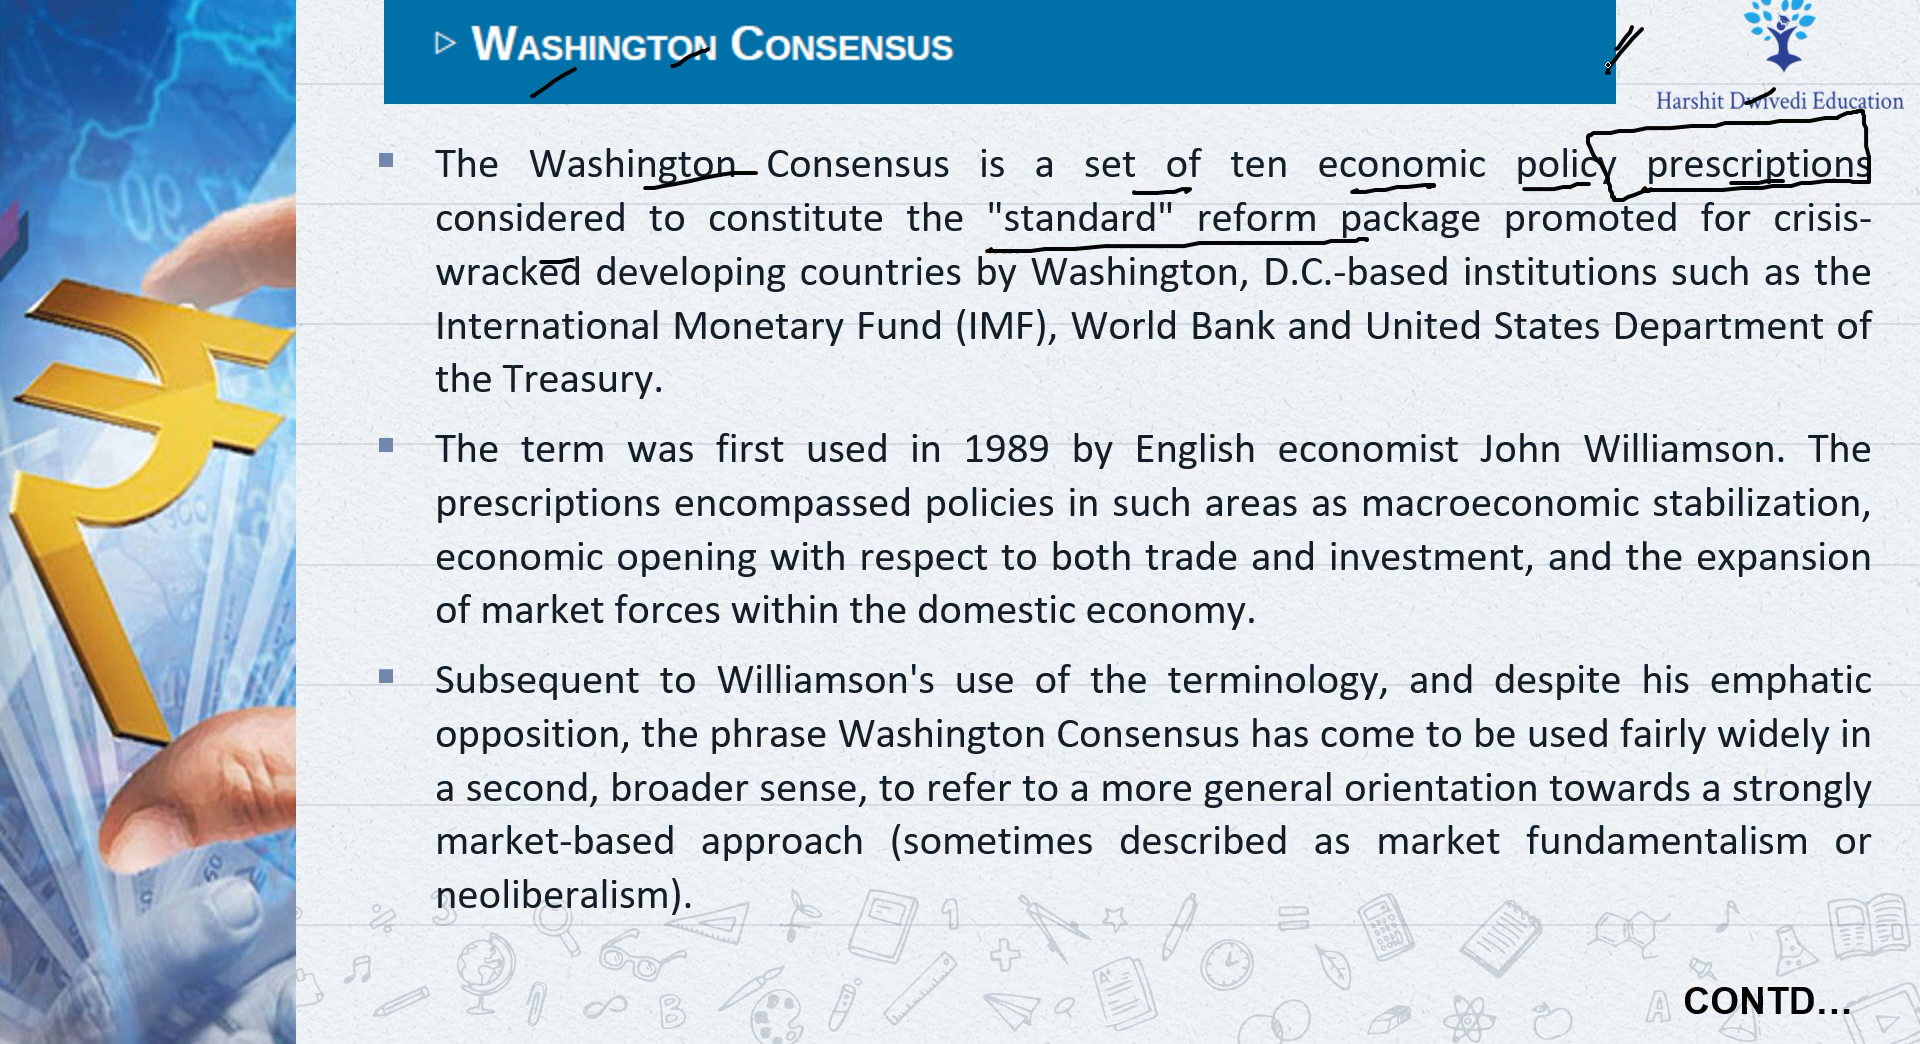 WASHINGTON CONSENSUS
Harshit Dwivedi Education
The Washington Consensus is a set of ten economic policy prescriptions
considered to constitute the "standard" reform package promoted for crisis-
wracked developing countries by Washington, D.C.-based institutions such as the
International Monetary Fund (IMF), World Bank and United States Department of
the Treasury.
The term was first used in 1989 by English economist John Williamson. The
prescriptions encompassed policies in such areas as macroeconomic stabilization,
economic opening with respect to both trade and investment, and the expansion
of market forces within the domestic economy.
Subsequent to Williamson's use of the terminology, and despite his emphatic
opposition, the phrase Washington Consensus has come to be used fairly widely in
a second, broader sense, to refer to a more general orientation towards a strongly
market-based approach (sometimes described as market fundamentalism or
neoliberalism).
CONTD...